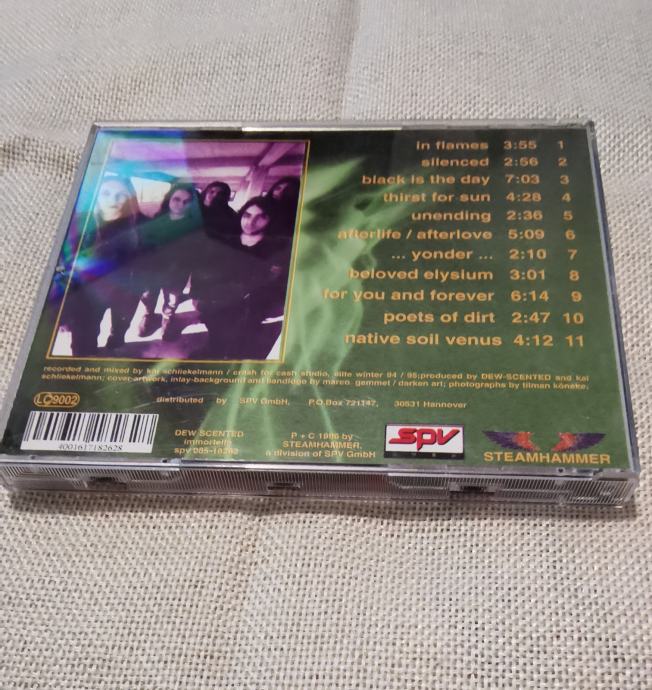 in flames 3:55 1
silenced 2:56 2
black is the day 7:03 3
thirst for sun 4:28 4
unending 2:36 5
afterlife / afterlove 5:09 6
... yonder ... 2:10 7
beloved elysium 3:01 8
for you and forever 6:14 9
poets of dirt 2:47 10
native soil venus 4:12 11
recorded and mixed by kai schliekelmann / crash for cash studio, elite winter 94 / 95; produced by DEW-SCENTED and kai
schliekelmann; cover-artwork, inlay-background and bandlogo by marco gemmet / darken art; photographs by tilman könake.
distributed by SPV GmbH, P.O.Box 721147, 30531 Hannover
LC9002
4001617182628
DEW SCENTED
immortelle
spv 085-18262
P + C 1996 by
STEAMHAMMER,
a division of SPV GmbH
SPV
STEAMHAMMER